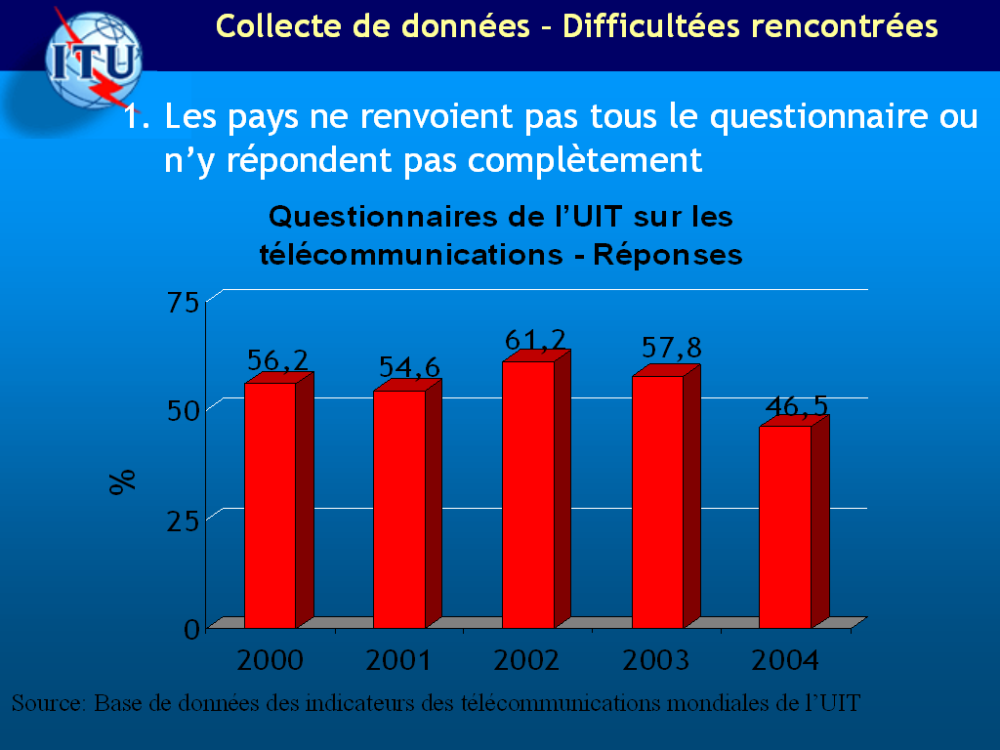 Collecte de données – Difficultées rencontrées
ITU
1. Les pays ne renvoient pas tous le questionnaire ou
n’y répondent pas complètement
Questionnaires de l’UIT sur les
télécommunications - Réponses
75
50
25
0
%
56,2
54,6
61,2
57,8
46,5
2000 2001 2002 2003 2004
Source: Base de données des indicateurs des télécommunications mondiales de l’UIT